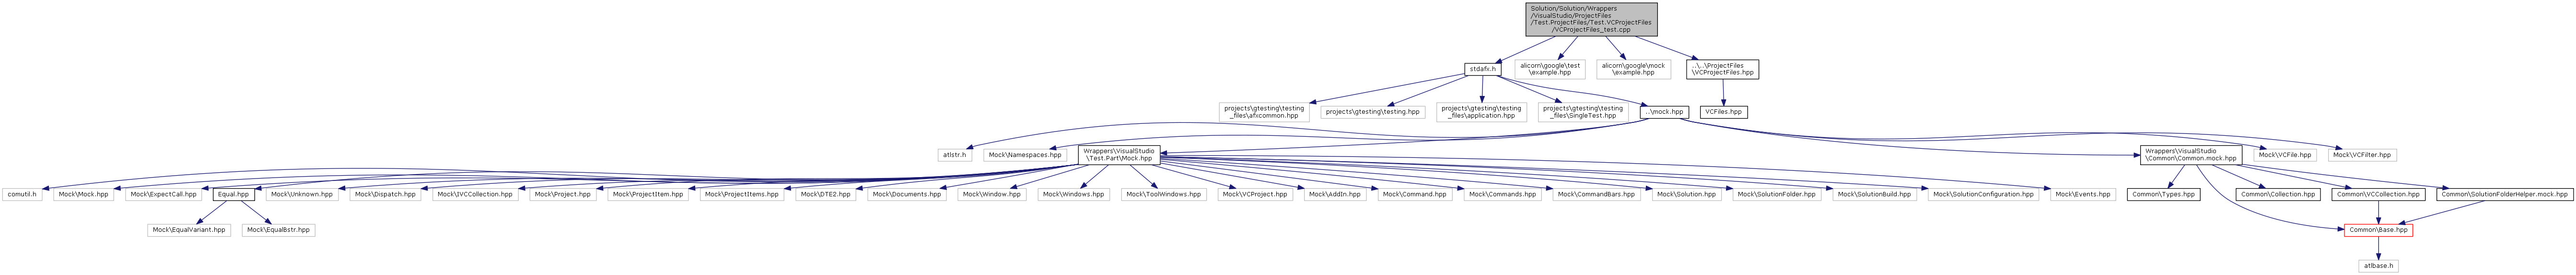 Solution/Solution/Wrappers
/VisualStudio/ProjectFiles
/Test.ProjectFiles/Test.VCProjectFiles
/VCProjectFiles_test.cpp
stdafx.h
alicorn\google\test
\example.hpp
alicorn\google\mock
\example.hpp
..\..\ProjectFiles
\VCProjectFiles.hpp
projects\gtesting\testing
_files\afxcommon.hpp
projects\gtesting\testing.hpp
projects\gtesting\testing
_files\application.hpp
projects\gtesting\testing
_files\SingleTest.hpp
..\mock.hpp
VCFiles.hpp
atlstr.h
Mock\Namespaces.hpp
Wrappers\VisualStudio
\Test.Part\Mock.hpp
Wrappers\VisualStudio
\Common\Common.mock.hpp
Mock\VCFile.hpp
Mock\VCFilter.hpp
comutil.h
Mock\Mock.hpp
Mock\ExpectCall.hpp
Equal.hpp
Mock\Unknown.hpp
Mock\Dispatch.hpp
Mock\IVCCollection.hpp
Mock\Project.hpp
Mock\ProjectItem.hpp
Mock\ProjectItems.hpp
Mock\DTE2.hpp
Mock\Documents.hpp
Mock\Window.hpp
Mock\Windows.hpp
Mock\ToolWindows.hpp
Mock\VCProject.hpp
Mock\AddIn.hpp
Mock\Command.hpp
Mock\Commands.hpp
Mock\CommandBars.hpp
Mock\Solution.hpp
Mock\SolutionFolder.hpp
Mock\SolutionBuild.hpp
Mock\SolutionConfiguration.hpp
Mock\Events.hpp
Common\Types.hpp
Common\Collection.hpp
Common\VCCollection.hpp
Common\SolutionFolderHelper.mock.hpp
Mock\EqualVariant.hpp
Mock\EqualBstr.hpp
Common\Base.hpp
atlbase.h